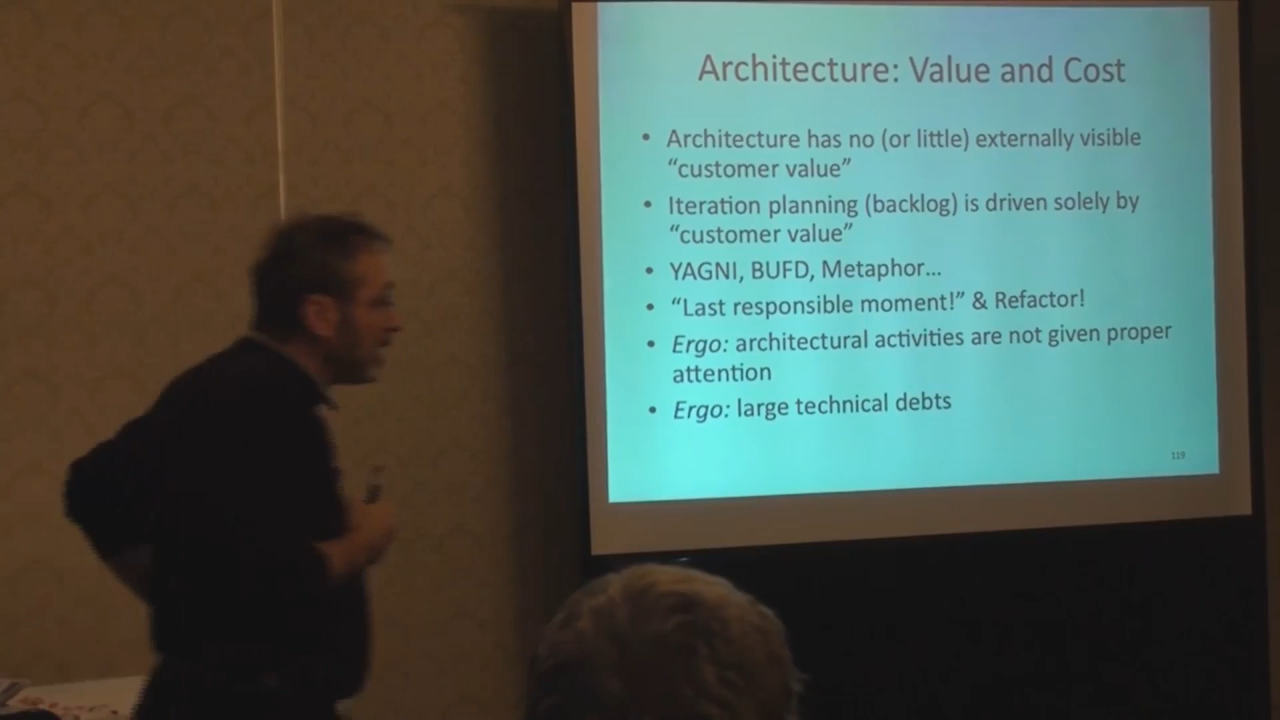 Architecture: Value and Cost
• Architecture has no (or little) externally visible
“customer value”
• Iteration planning (backlog) is driven solely by
“customer value”
• YAGNI, BUFD, Metaphor…
• “Last responsible moment!” & Refactor!
• Ergo: architectural activities are not given proper
attention
• Ergo: large technical debts
119